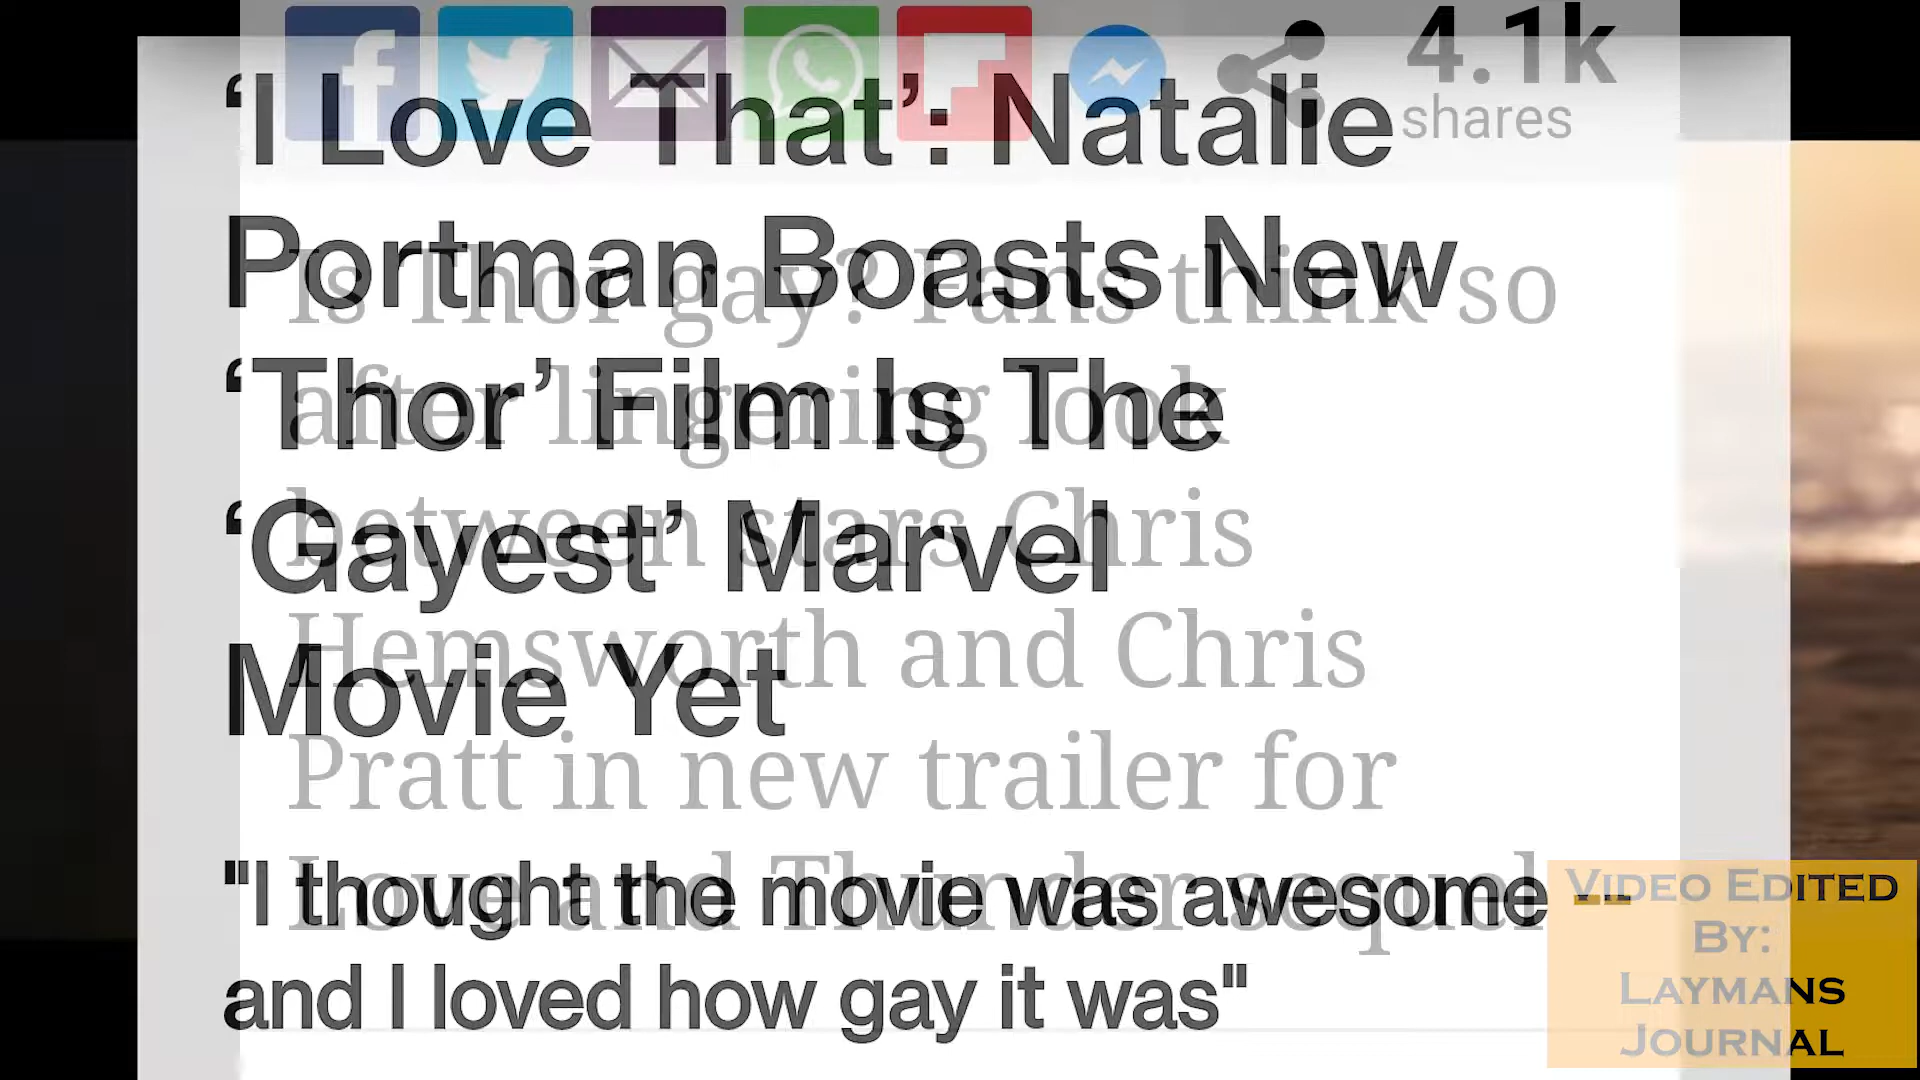 4.1k
shares
‘I Love That’: Natalie
Portman Boasts New
‘Thor’ Film Is The
‘Gayest’ Marvel
Movie Yet
"I thought the movie was awesome --
and I loved how gay it was"
Is Thor gay? Fans think so
after lingering look
between stars Chris
Hemsworth and Chris
Pratt in new trailer for
Love and Thunder sequel
VIDEO EDITED
BY:
LAYMANS
JOURNAL